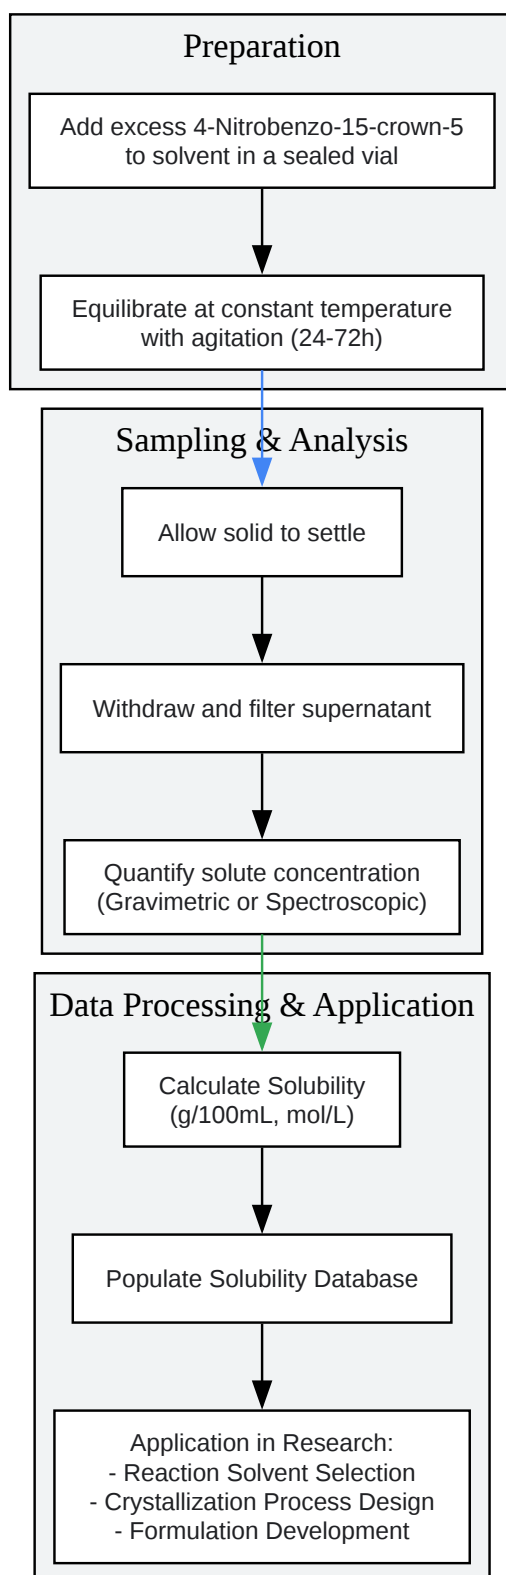 Preparation
Add excess 4-Nitrobenzo-15-crown-5
to solvent in a sealed vial
Equilibrate at constant temperature
with agitation (24-72h)
Sampling & Analysis
Allow solid to settle
Withdraw and filter supernatant
Quantify solute concentration
(Gravimetric or Spectroscopic)
Data Processing & Application
Calculate Solubility
(g/100mL, mol/L)
Populate Solubility Database
Application in Research:
- Reaction Solvent Selection
- Crystallization Process Design
- Formulation Development